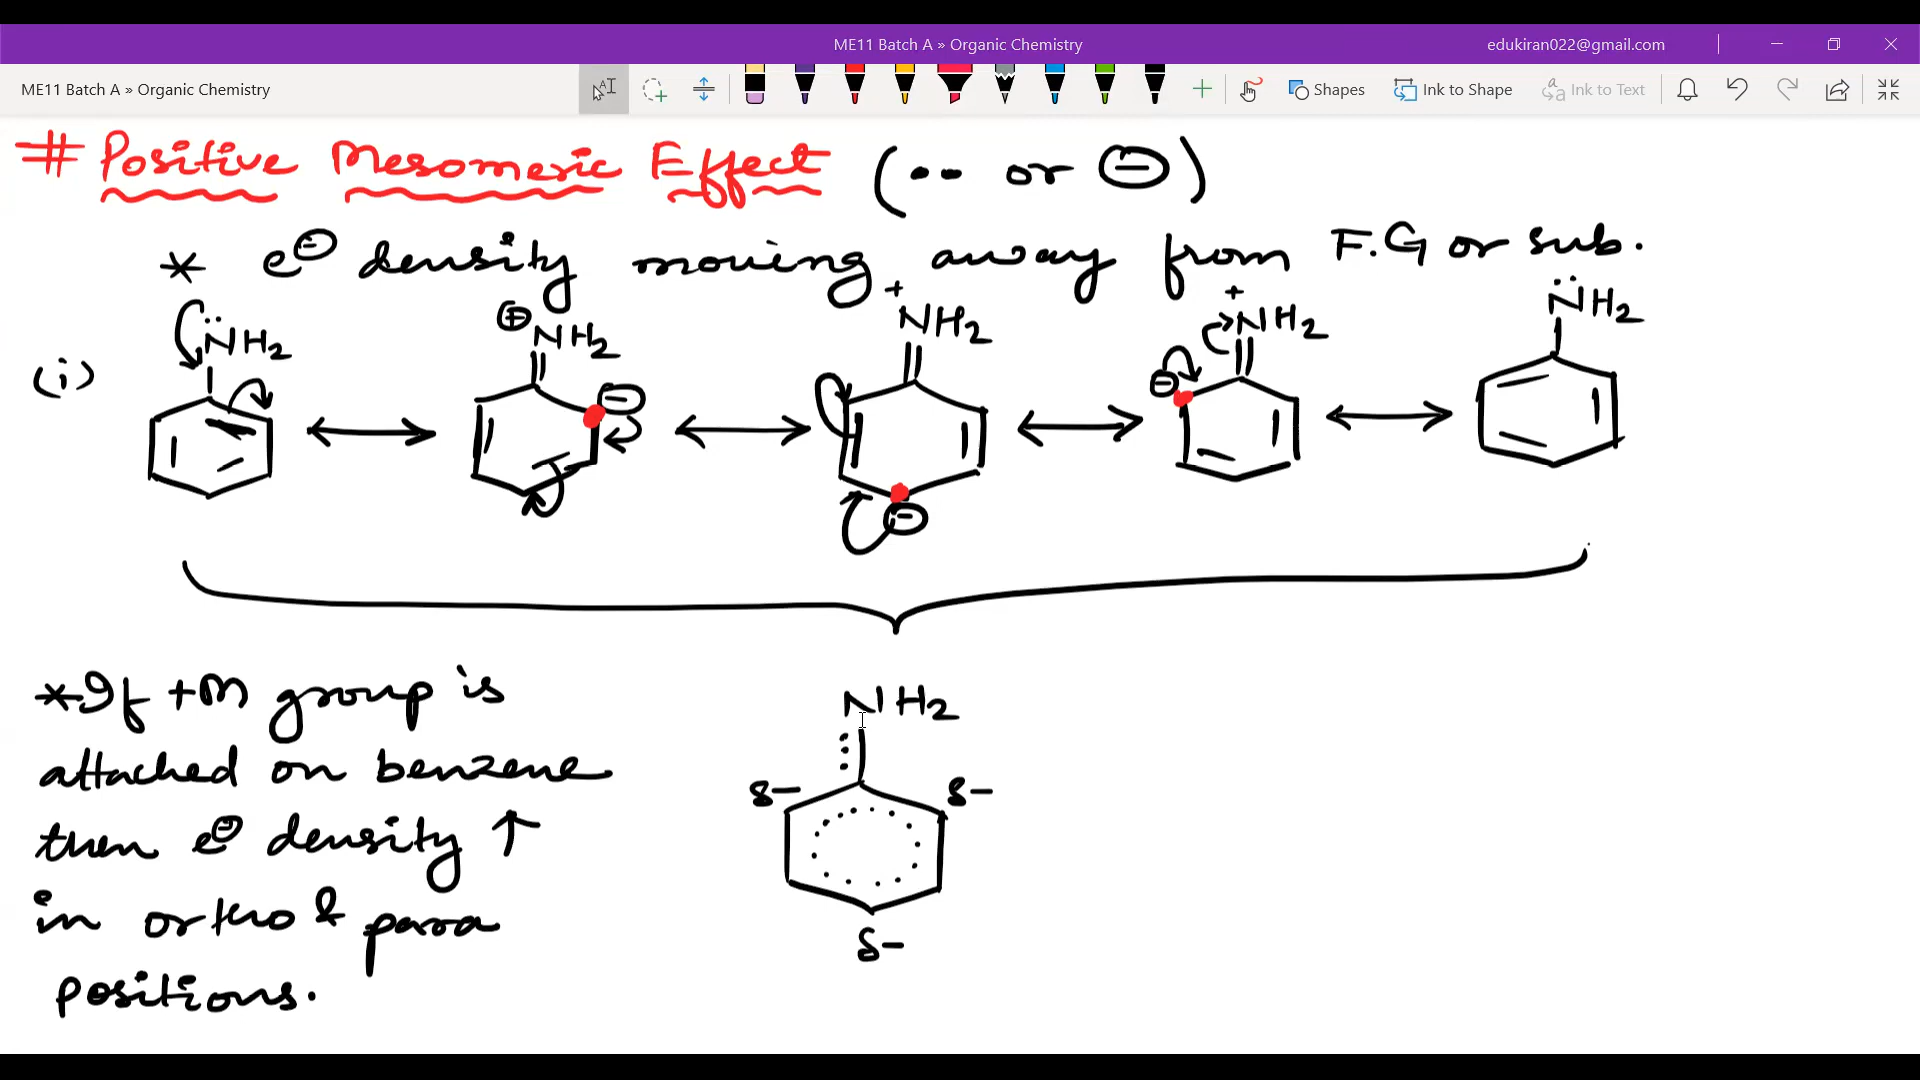 ME11 Batch A » Organic Chemistry
edukiran022@gmail.com
ME11 Batch A » Organic Chemistry
Shapes
Ink to Shape
Ink to Text
# Positive Mesomeric Effect (•• or ⊖)
* e⊖ density moving away from F.G or sub.
(i)
N̈H2
⊕NH2
⊖
+NH2
⊖
+NH2
⊖
N̈H2
*If +M group is
attached on benzene
then e⊖ density ↑
in ortho & para
positions.
NH2
δ−
δ−
δ−